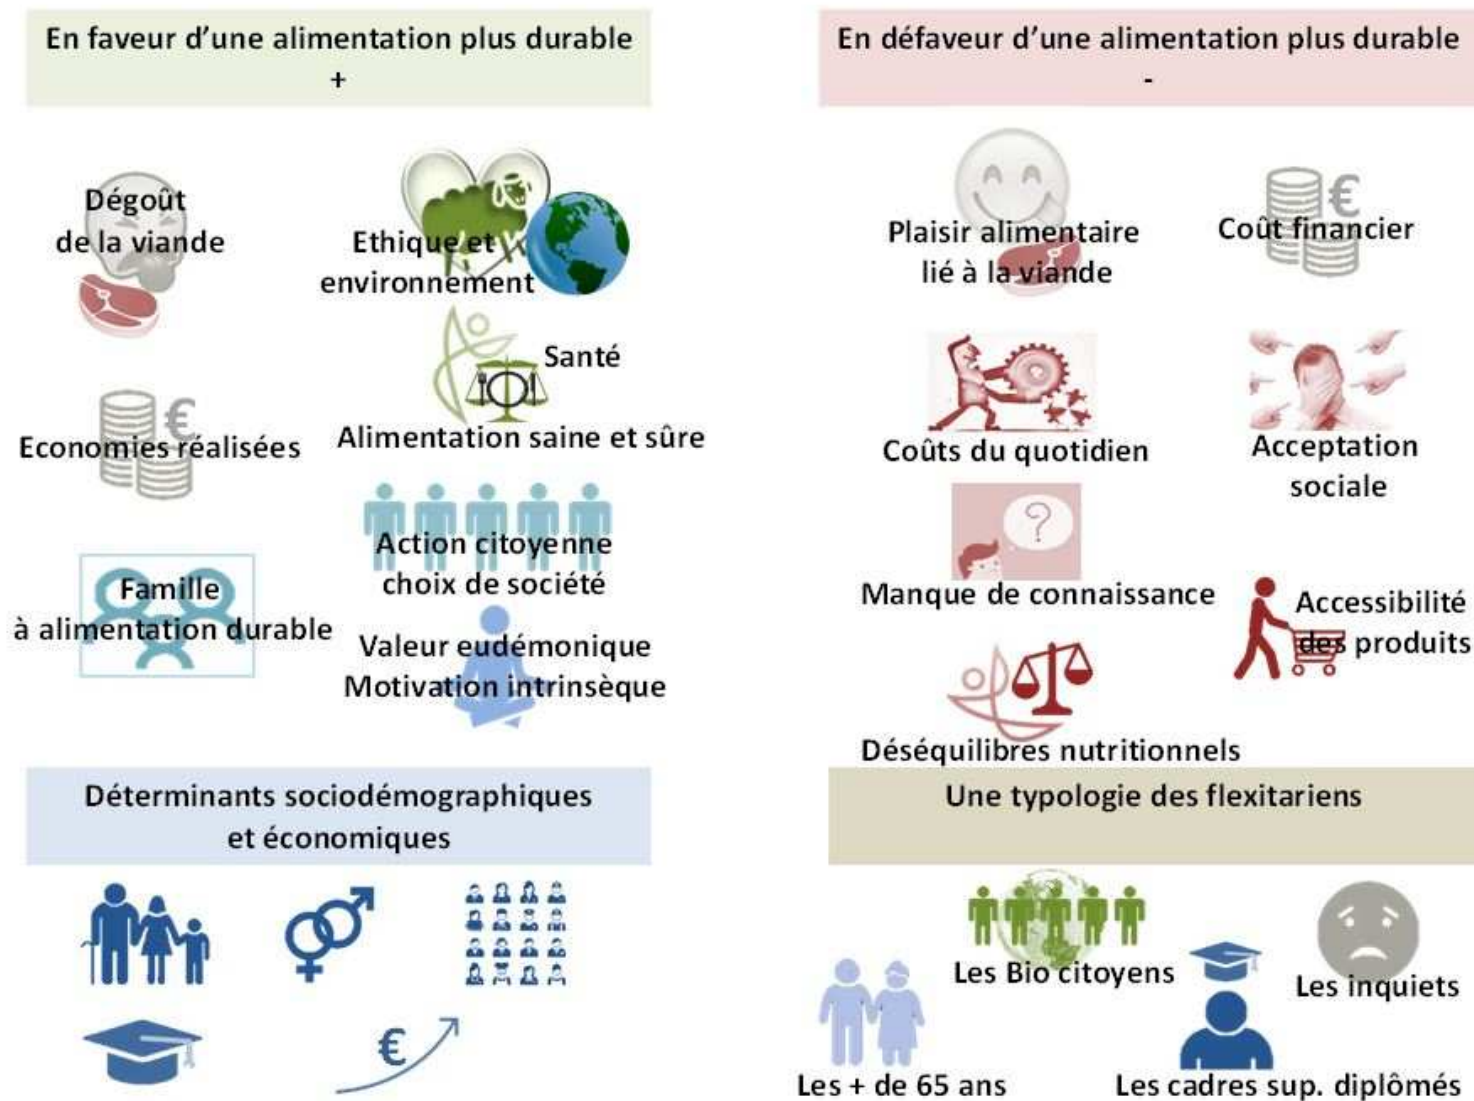 En faveur d'une alimentation plus durable
+
Dégoût
de la viande
Ethique et
environnement
Santé
Alimentation saine et sûre
€
Economies réalisées
Action citoyenne
choix de société
Famille
à alimentation durable
Valeur eudémonique
Motivation intrinsèque
En défaveur d'une alimentation plus durable
-
Plaisir alimentaire
lié à la viande
€
Coût financier
Coûts du quotidien
Acceptation
sociale
?
Manque de connaissance
Accessibilité
des produits
Déséquilibres nutritionnels
Déterminants sociodémographiques
et économiques
€
Une typologie des flexitariens
Les Bio citoyens
Les inquiets
Les + de 65 ans
Les cadres sup. diplômés